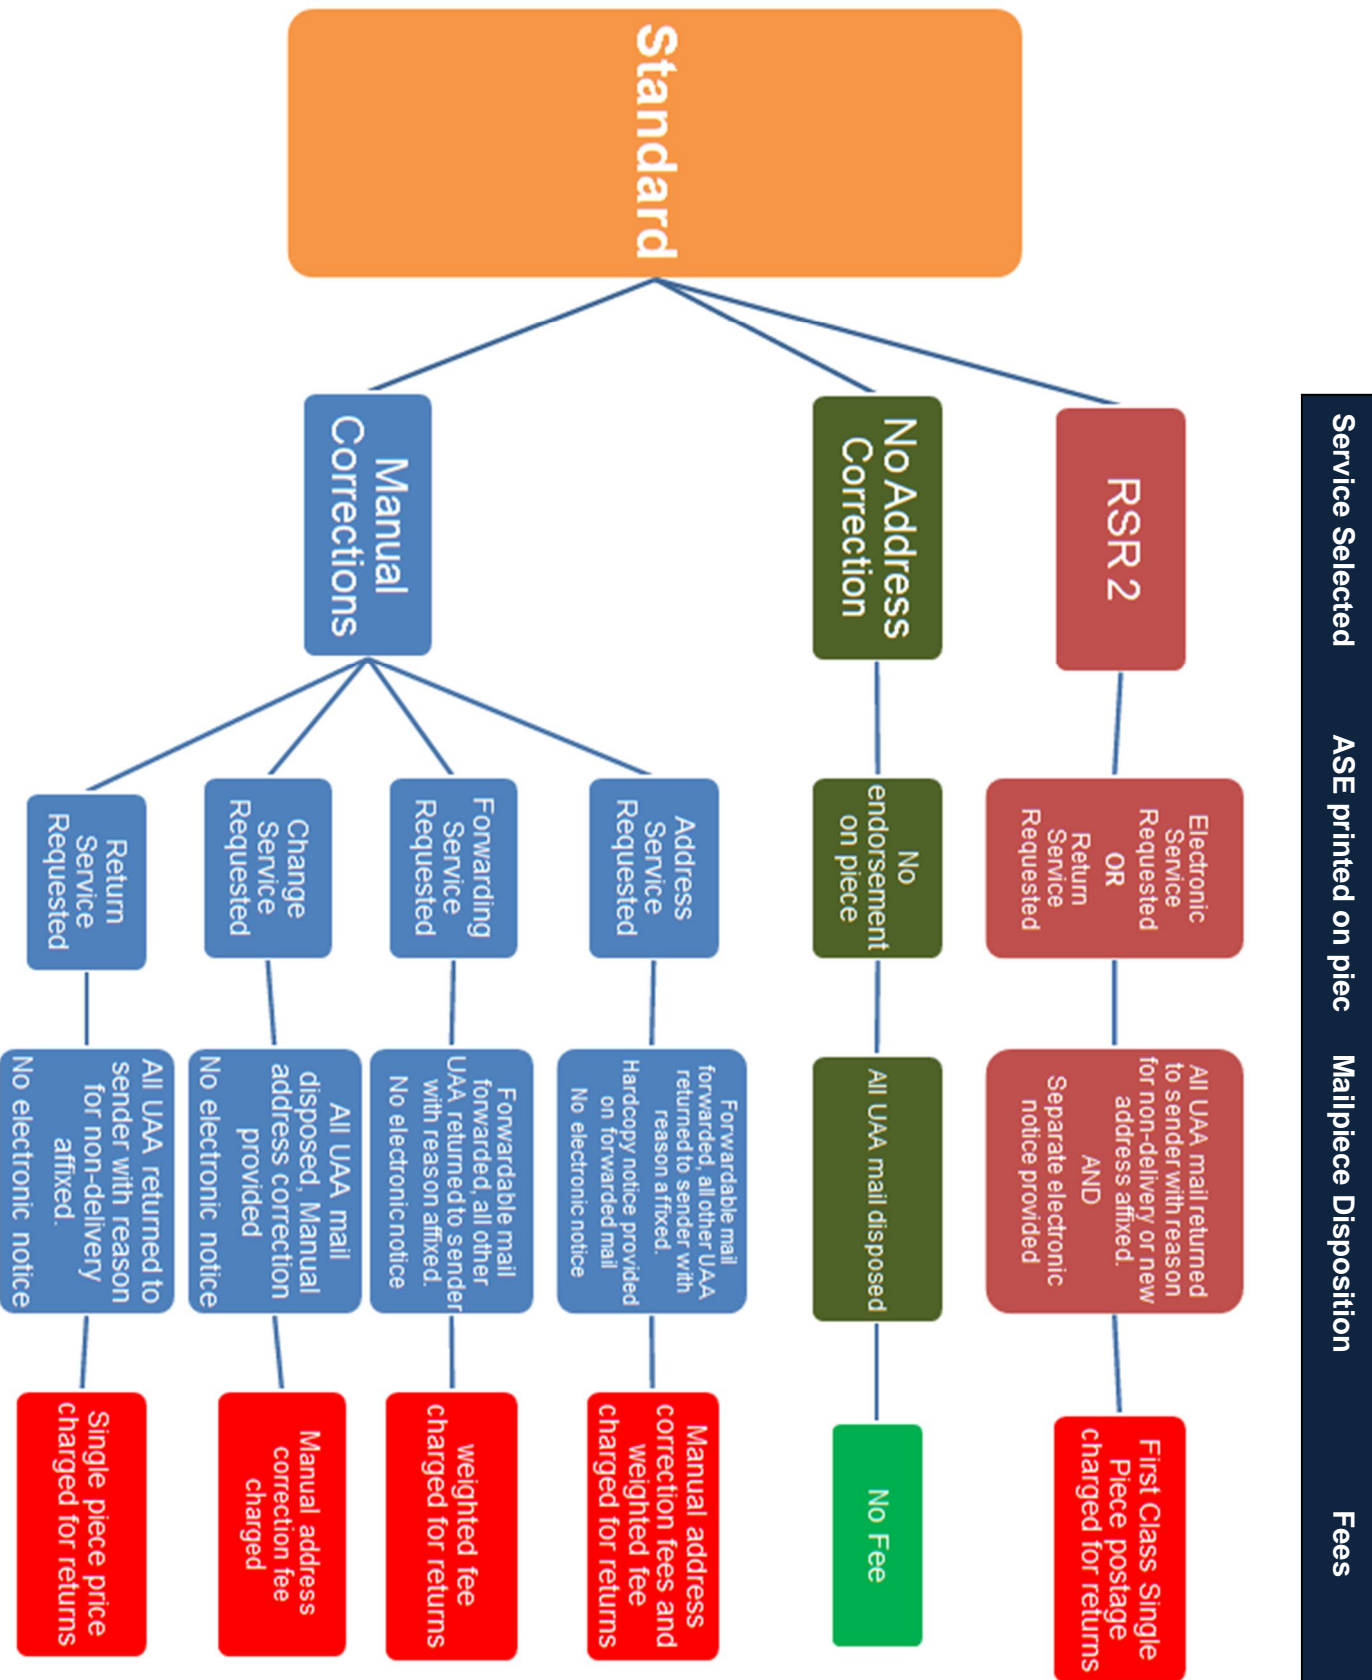 Service Selected
ASE printed on piec
Mailpiece Disposition
Fees
Standard
RSR 2
Electronic
Service
Requested
OR
Return
Service
Requested
All UAA mail returned
to sender with reason
for non-delivery or new
address affixed.
AND
Separate electronic
notice provided
First Class Single
Piece postage
charged for returns
No Address
Correction
No
endorsement
on piece
All UAA mail disposed
No Fee
Manual
Corrections
Address
Service
Requested
Forwardable mail
forwarded, all other UAA
returned to sender with
reason affixed.
Hardcopy notice provided
on forwarded mail
No electronic notice
Manual address
correction fees and
weighted fee
charged for returns
Forwarding
Service
Requested
Forwardable mail
forwarded, all other
UAA returned to sender
with reason affixed.
No electronic notice
weighted fee
charged for returns
Change
Service
Requested
All UAA mail
disposed, Manual
address correction
provided
No electronic notice
Manual address
correction fee
charged
Return
Service
Requested
All UAA returned to
sender with reason
for non-delivery
affixed.
No electronic notice
Single piece price
charged for returns